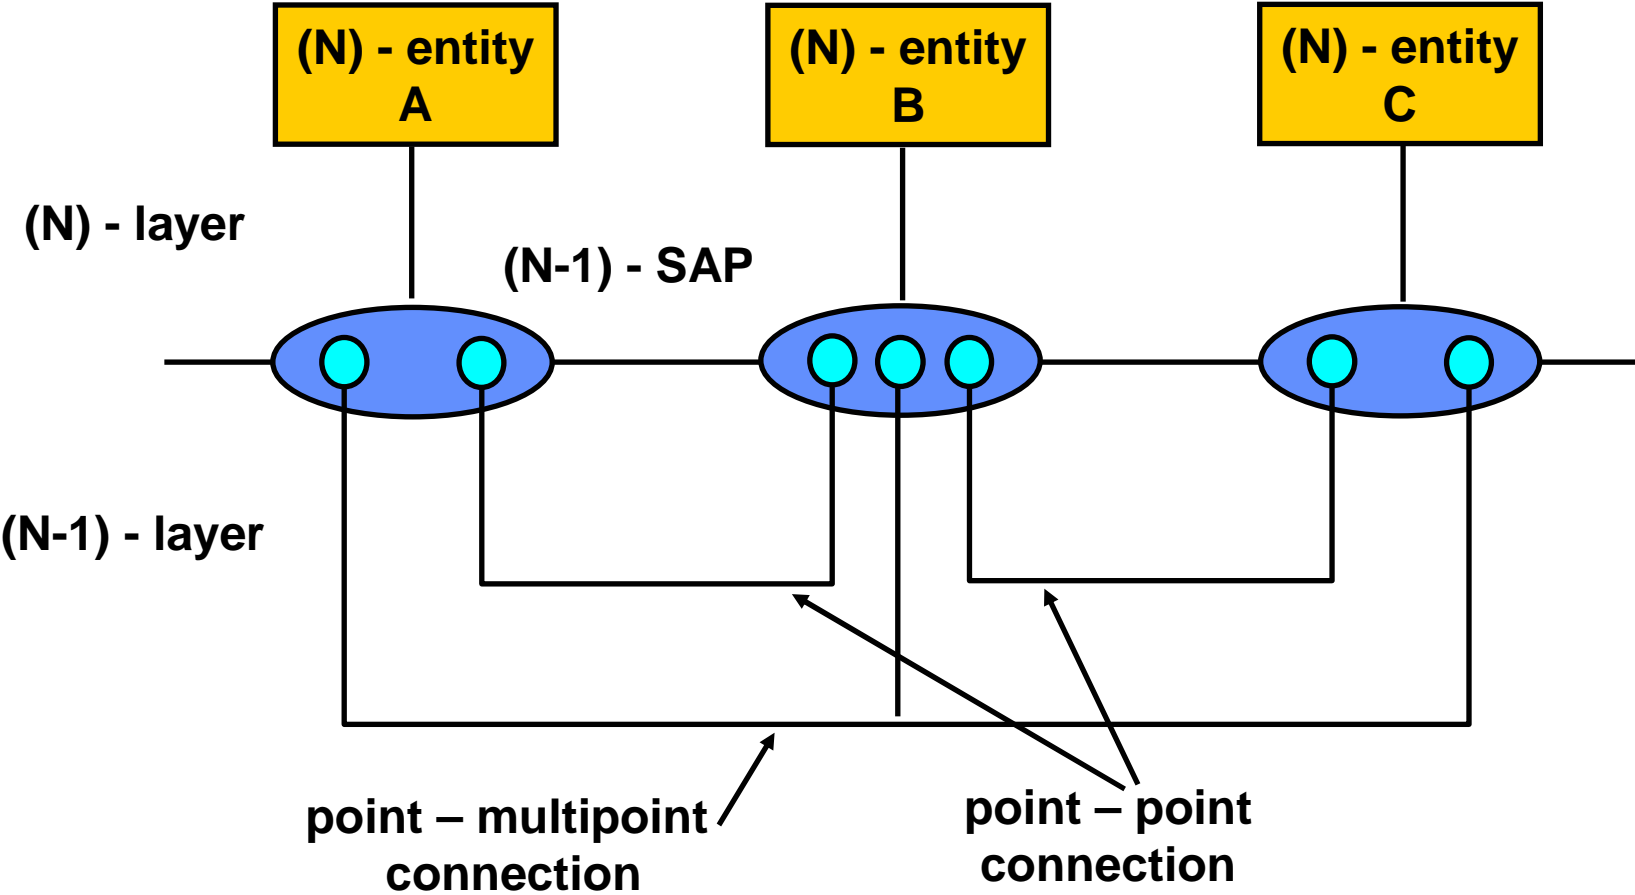 (N) - entity
A
(N) - entity
B
(N) - entity
C
(N) - layer
(N-1) - SAP
(N-1) - layer
point – multipoint
connection
point – point
connection